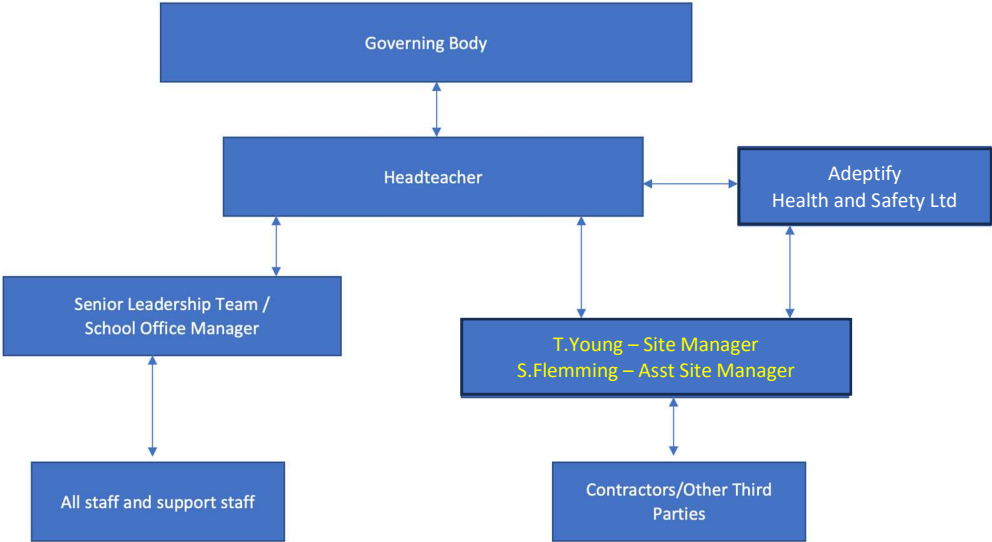 Governing Body
Headteacher
Adeptify
Health and Safety Ltd
Senior Leadership Team /
School Office Manager
T.Young – Site Manager
S.Flemming – Asst Site Manager
All staff and support staff
Contractors/Other Third
Parties